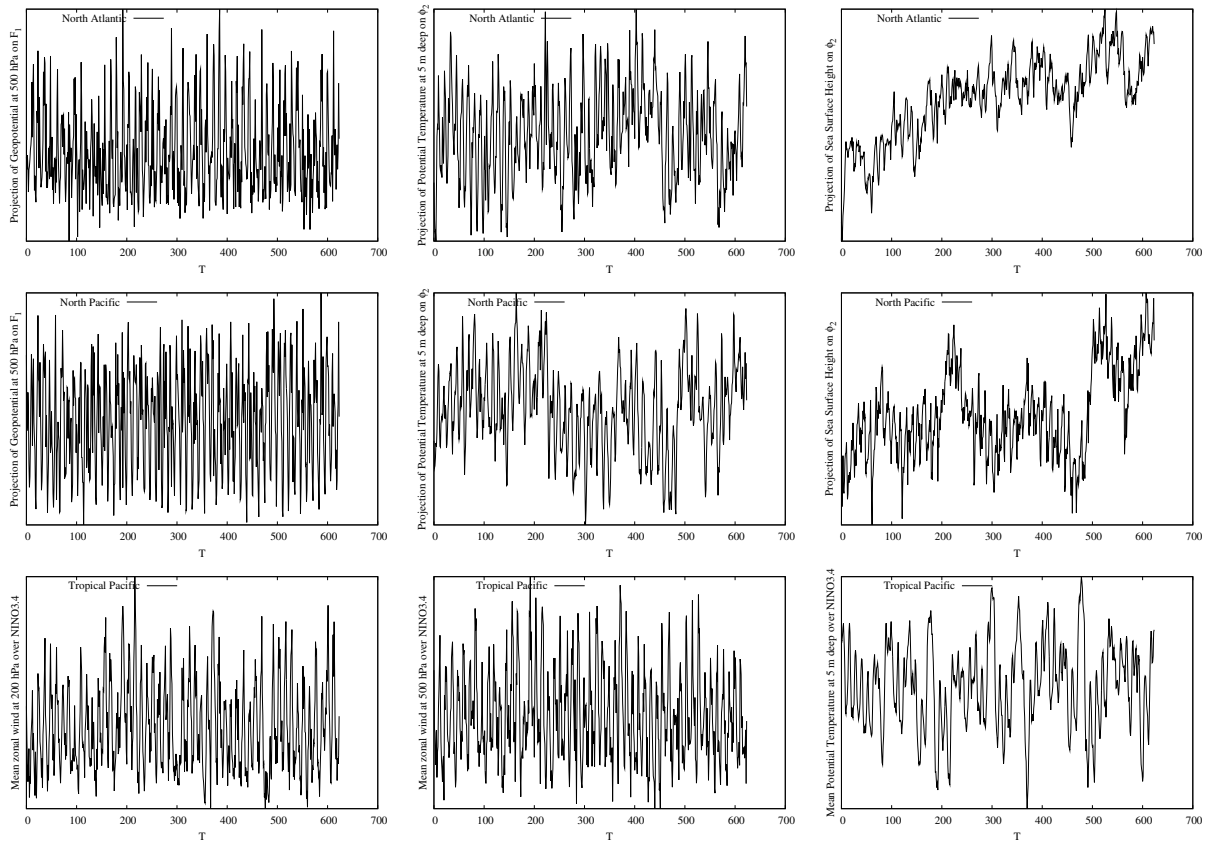 North Atlantic
Projection of Geopotential at 500 hPa on F1
0 100 200 300 400 500 600 700
T
North Atlantic
Projection of Potential Temperature at 5 m deep on ϕ2
0 100 200 300 400 500 600 700
T
North Atlantic
Projection of Sea Surface Height on ϕ2
0 100 200 300 400 500 600 700
T
North Pacific
Projection of Geopotential at 500 hPa on F1
0 100 200 300 400 500 600 700
T
North Pacific
Projection of Potential Temperature at 5 m deep on ϕ2
0 100 200 300 400 500 600 700
T
North Pacific
Projection of Sea Surface Height on ϕ2
0 100 200 300 400 500 600 700
T
Tropical Pacific
Mean zonal wind at 200 hPa over NINO3.4
0 100 200 300 400 500 600 700
T
Tropical Pacific
Mean zonal wind at 500 hPa over NINO3.4
0 100 200 300 400 500 600 700
T
Tropical Pacific
Mean Potential Temperature at 5 m deep over NINO3.4
0 100 200 300 400 500 600 700
T